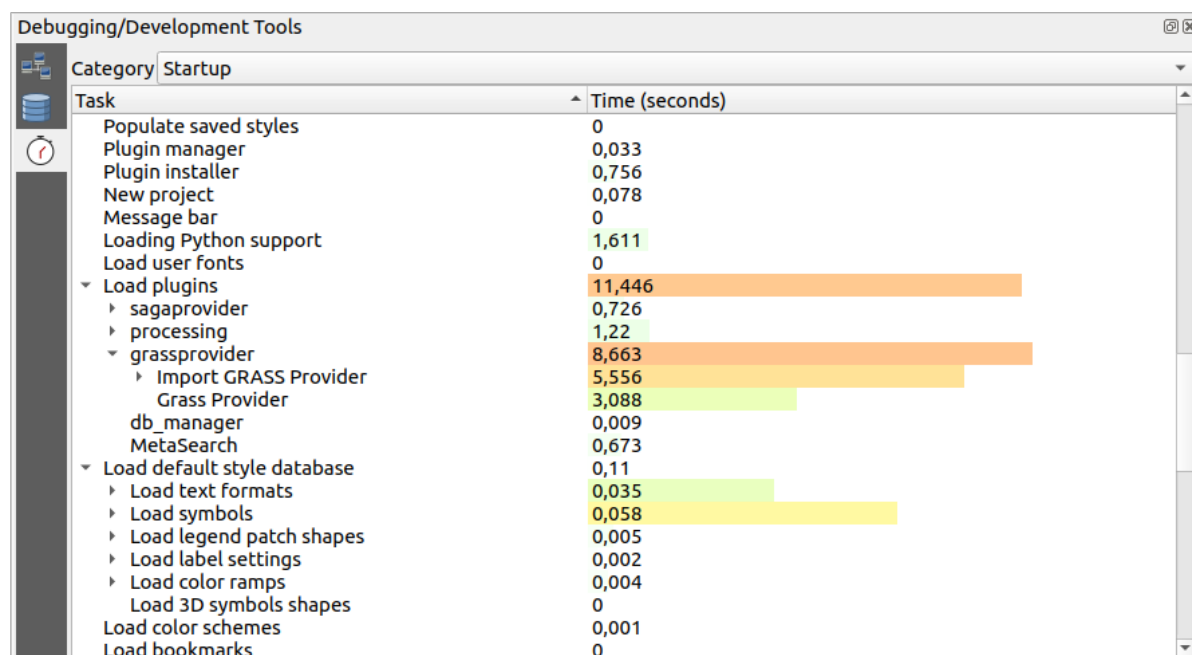 Debugging/Development Tools
Category Startup
Task Time (seconds)
Populate saved styles 0
Plugin manager 0,033
Plugin installer 0,756
New project 0,078
Message bar 0
Loading Python support 1,611
Load user fonts 0
Load plugins 11,446
sagaprovider 0,726
processing 1,22
grassprovider 8,663
Import GRASS Provider 5,556
Grass Provider 3,088
db_manager 0,009
MetaSearch 0,673
Load default style database 0,11
Load text formats 0,035
Load symbols 0,058
Load legend patch shapes 0,005
Load label settings 0,002
Load color ramps 0,004
Load 3D symbols shapes 0
Load color schemes 0,001
Load bookmarks 0